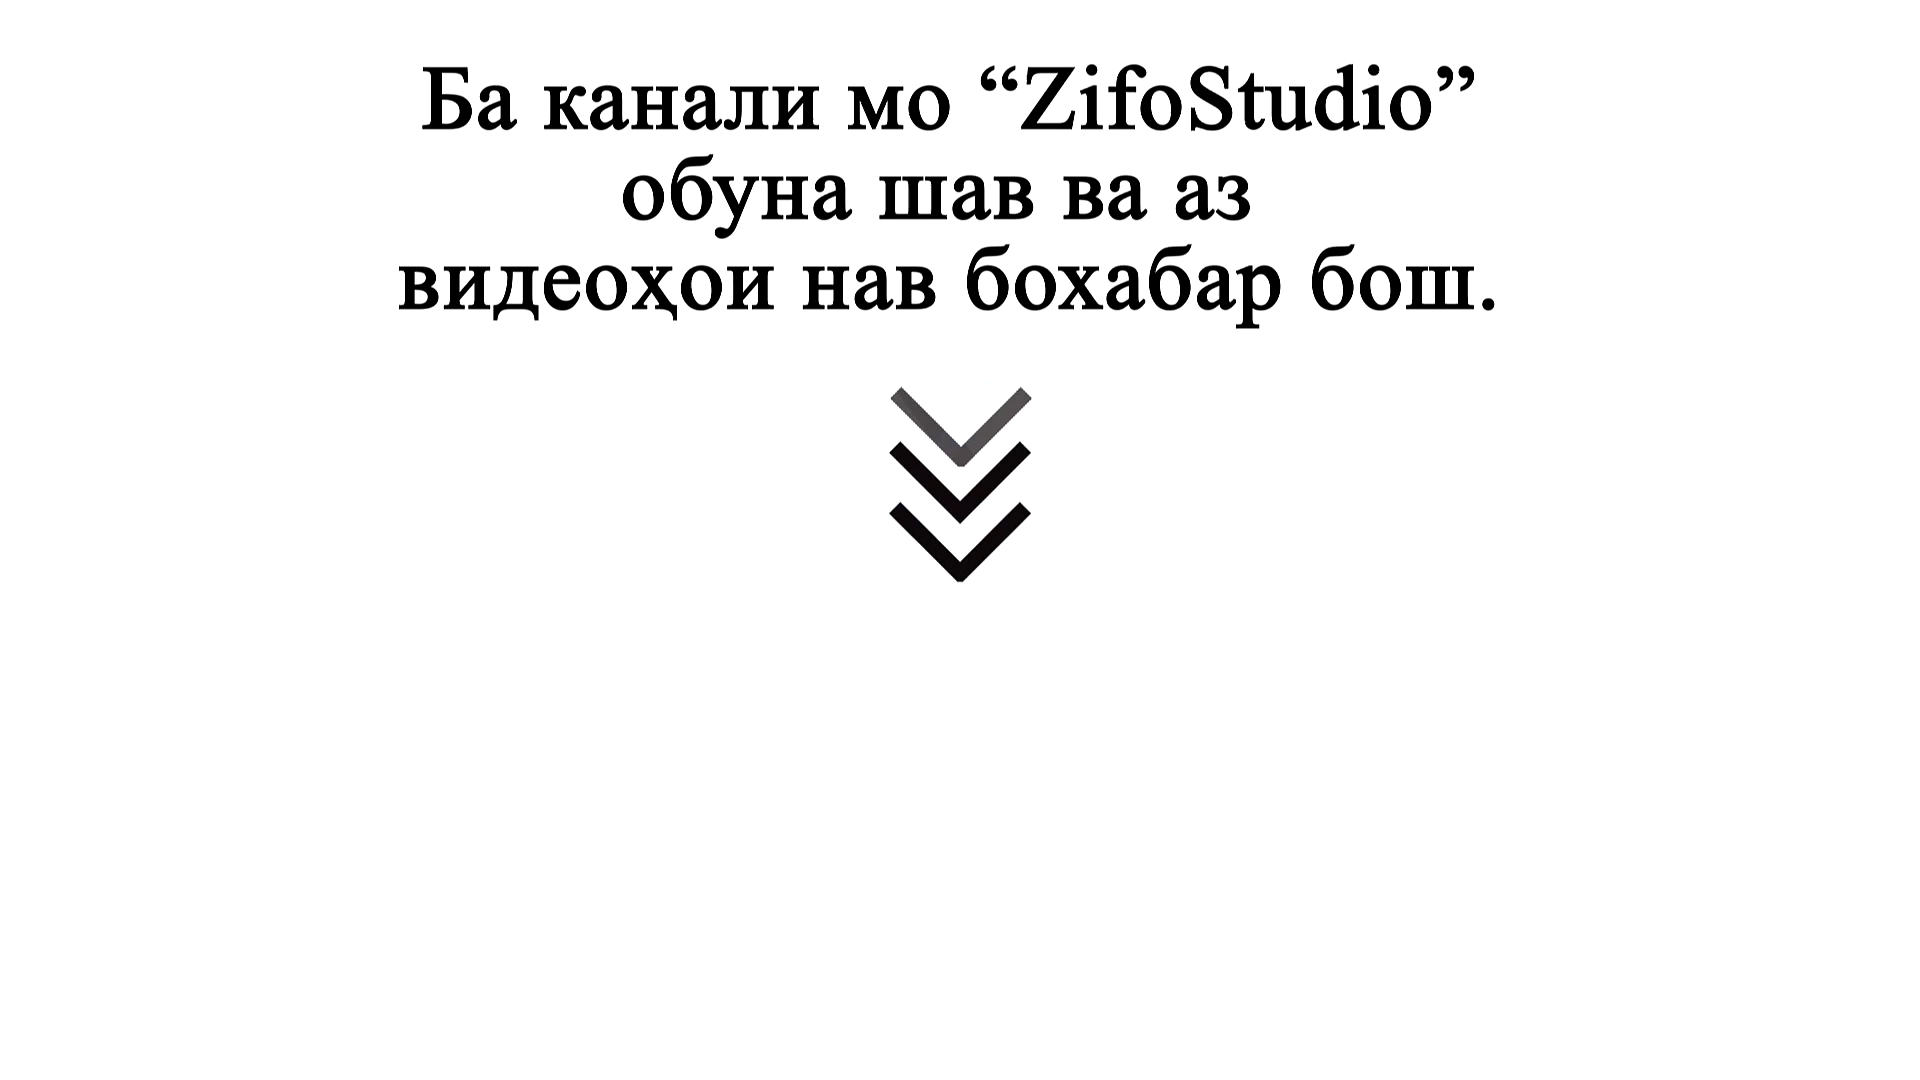 Ба канали мо “ZifoStudio”
обуна шав ва аз
видеоҳои нав бохабар бош.